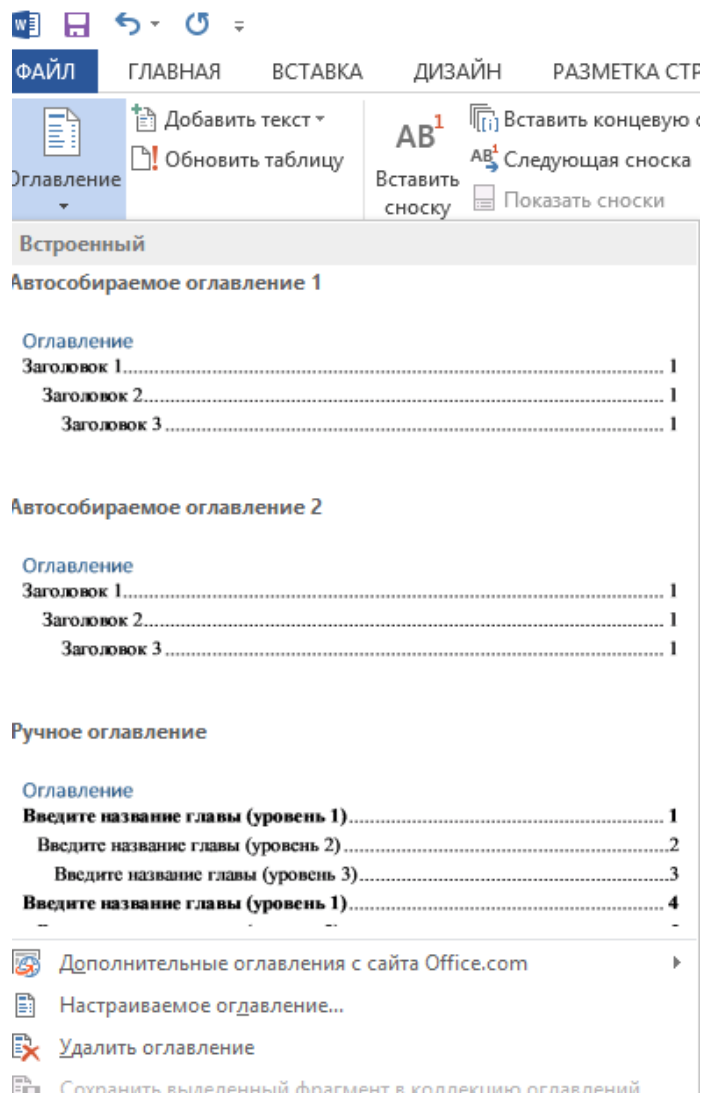 ФАЙЛ ГЛАВНАЯ ВСТАВКА ДИЗАЙН РАЗМЕТКА СТР
Оглавление
Добавить текст
Обновить таблицу
AB1
Вставить сноску
Вставить концевую с
AB1 Следующая сноска
Показать сноски
Встроенный
Автособираемое оглавление 1
Оглавление
Заголовок 1........ 1
Заголовок 2........ 1
Заголовок 3........ 1
Автособираемое оглавление 2
Оглавление
Заголовок 1........ 1
Заголовок 2........ 1
Заголовок 3........ 1
Ручное оглавление
Оглавление
Введите название главы (уровень 1)........ 1
Введите название главы (уровень 2)........ 2
Введите название главы (уровень 3)........ 3
Введите название главы (уровень 1)........ 4
Дополнительные оглавления с сайта Office.com
Настраиваемое оглавление...
Удалить оглавление
Сохранить выделенный фрагмент в коллекцию оглавлений